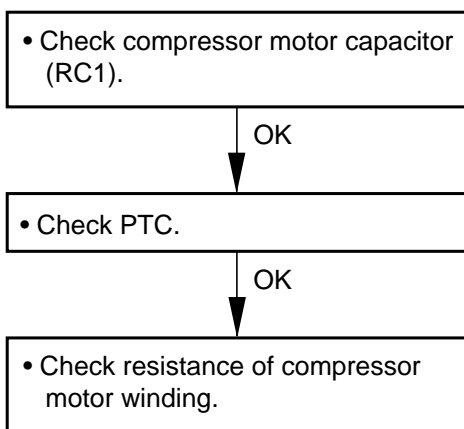 • Check compressor motor capacitor
(RC1).
OK
• Check PTC.
OK
• Check resistance of compressor
motor winding.